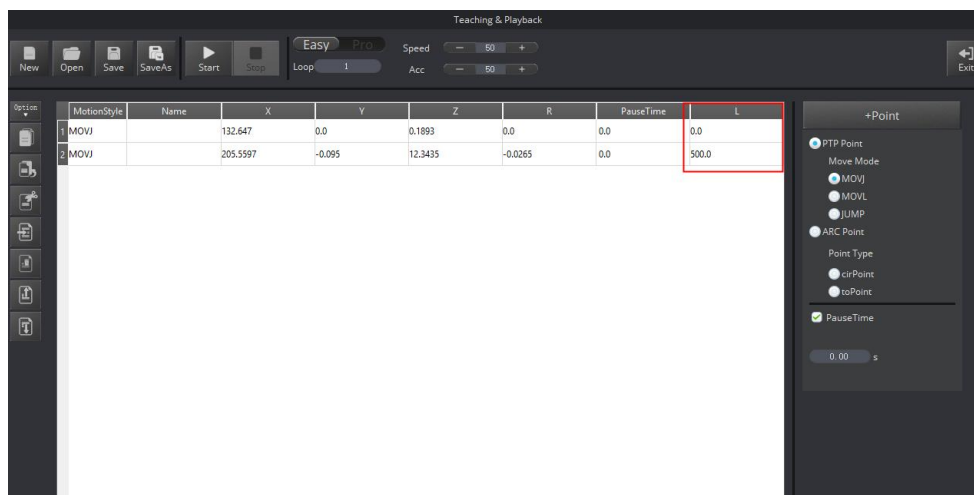 Teaching & Playback
New Open Save SaveAs Start Stop
Easy Pro
Loop 1
Speed − 50 +
Acc − 50 +
Exit
Option
MotionStyle Name X Y Z R PauseTime L
1 MOVJ 132.647 0.0 0.1893 0.0 0.0 0.0
2 MOVJ 205.5597 -0.095 12.3435 -0.0265 0.0 500.0
+Point
PTP Point
Move Mode
MOVJ
MOVL
JUMP
ARC Point
Point Type
cirPoint
toPoint
PauseTime
0.00 s